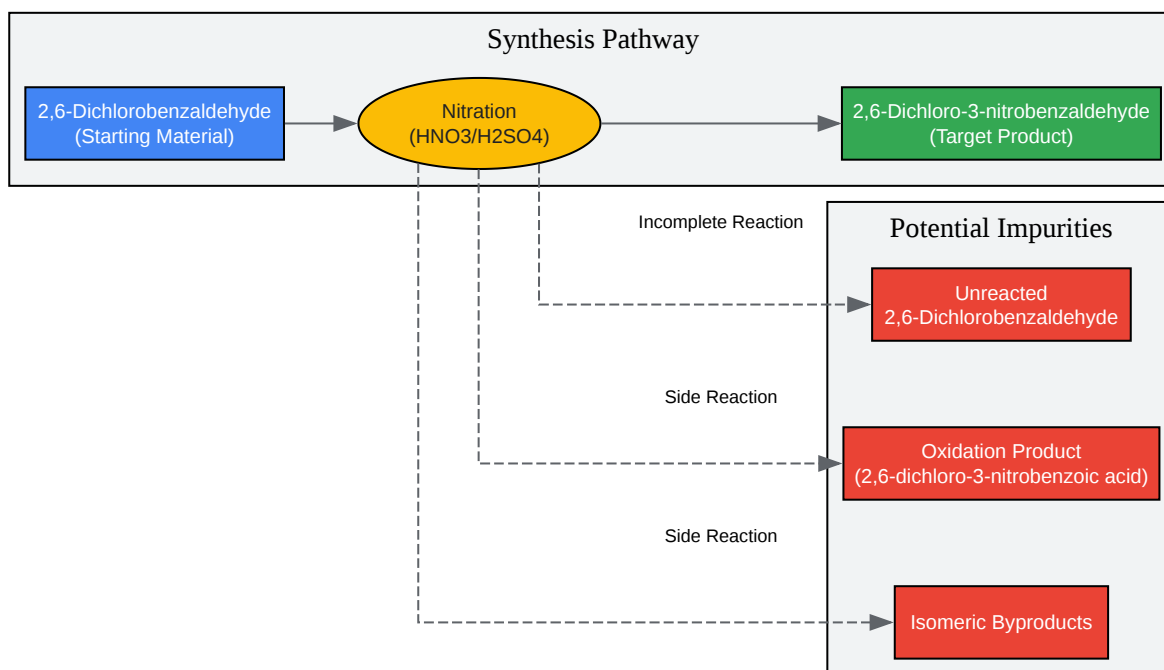 Synthesis Pathway
2,6-Dichlorobenzaldehyde
(Starting Material)
Nitration
(HNO3/H2SO4)
2,6-Dichloro-3-nitrobenzaldehyde
(Target Product)
Incomplete Reaction
Potential Impurities
Unreacted
2,6-Dichlorobenzaldehyde
Side Reaction
Oxidation Product
(2,6-dichloro-3-nitrobenzoic acid)
Side Reaction
Isomeric Byproducts